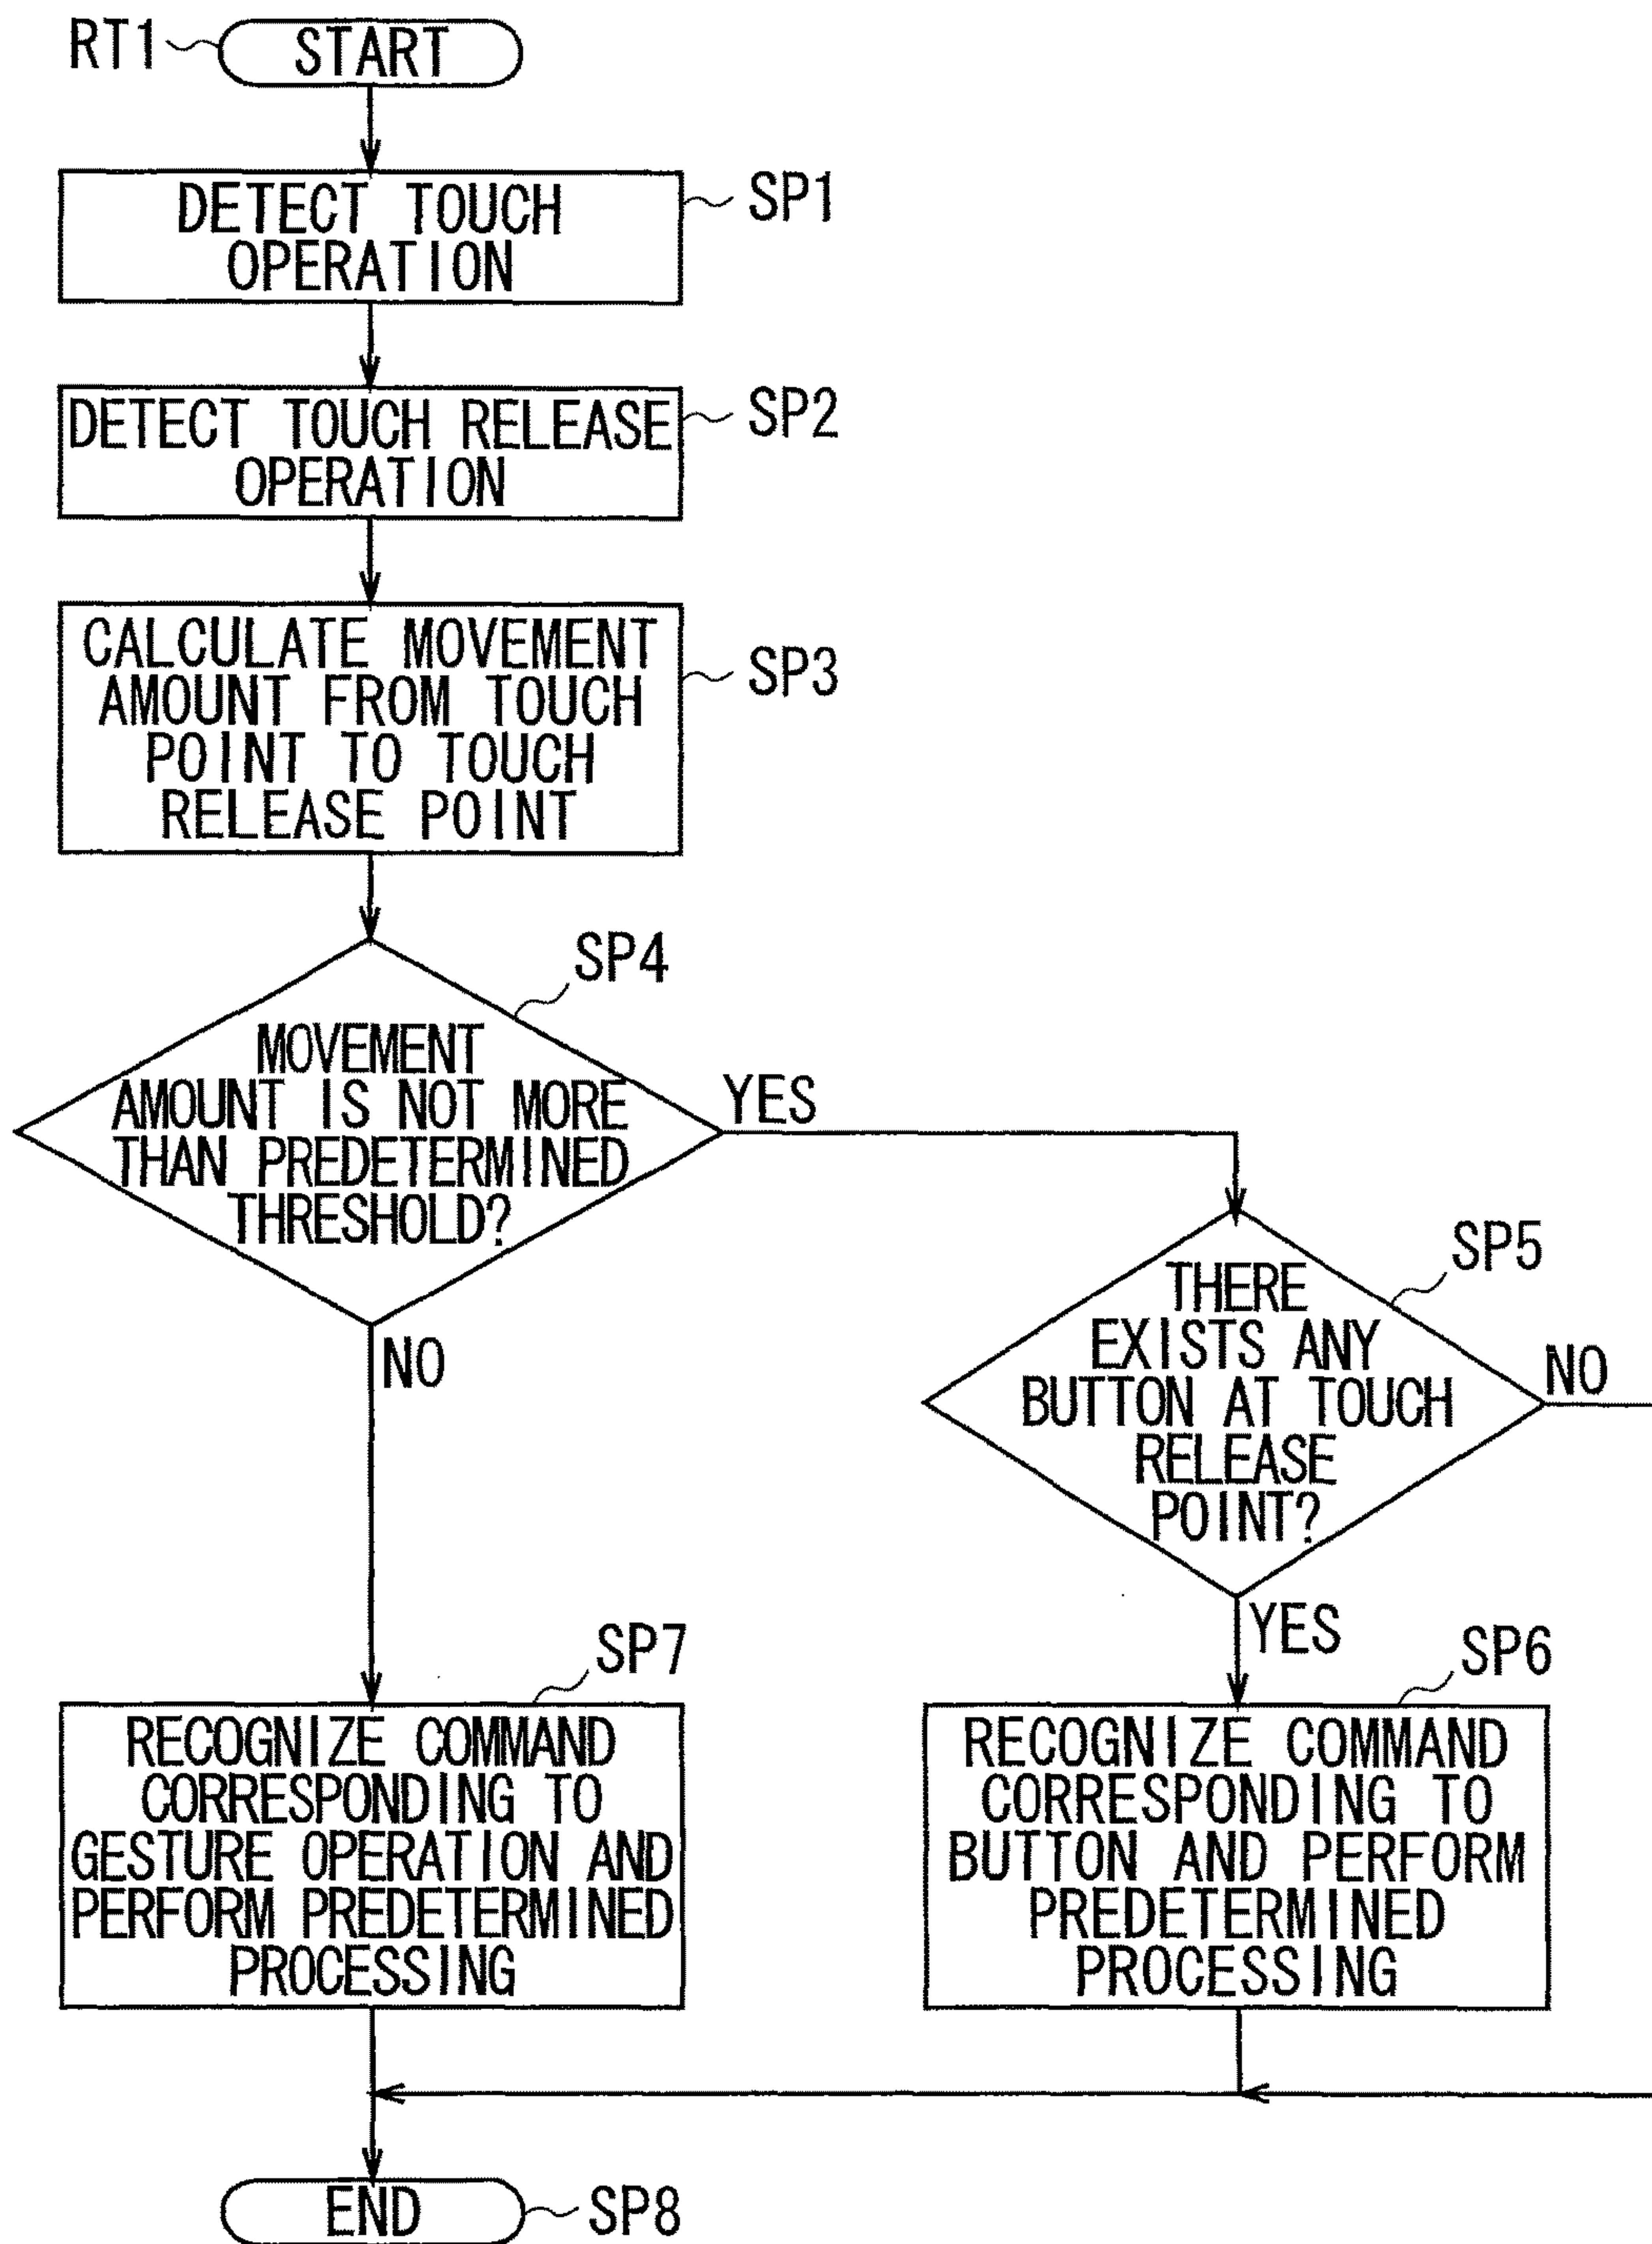 RT1
START
DETECT TOUCH
OPERATION
SP1
DETECT TOUCH RELEASE
OPERATION
SP2
CALCULATE MOVEMENT
AMOUNT FROM TOUCH
POINT TO TOUCH
RELEASE POINT
SP3
SP4
MOVEMENT
AMOUNT IS NOT MORE
THAN PREDETERMINED
THRESHOLD?
YES
NO
SP5
THERE
EXISTS ANY
BUTTON AT TOUCH
RELEASE
POINT?
NO
YES
SP7
RECOGNIZE COMMAND
CORRESPONDING TO
GESTURE OPERATION AND
PERFORM PREDETERMINED
PROCESSING
SP6
RECOGNIZE COMMAND
CORRESPONDING TO
BUTTON AND PERFORM
PREDETERMINED
PROCESSING
END
SP8